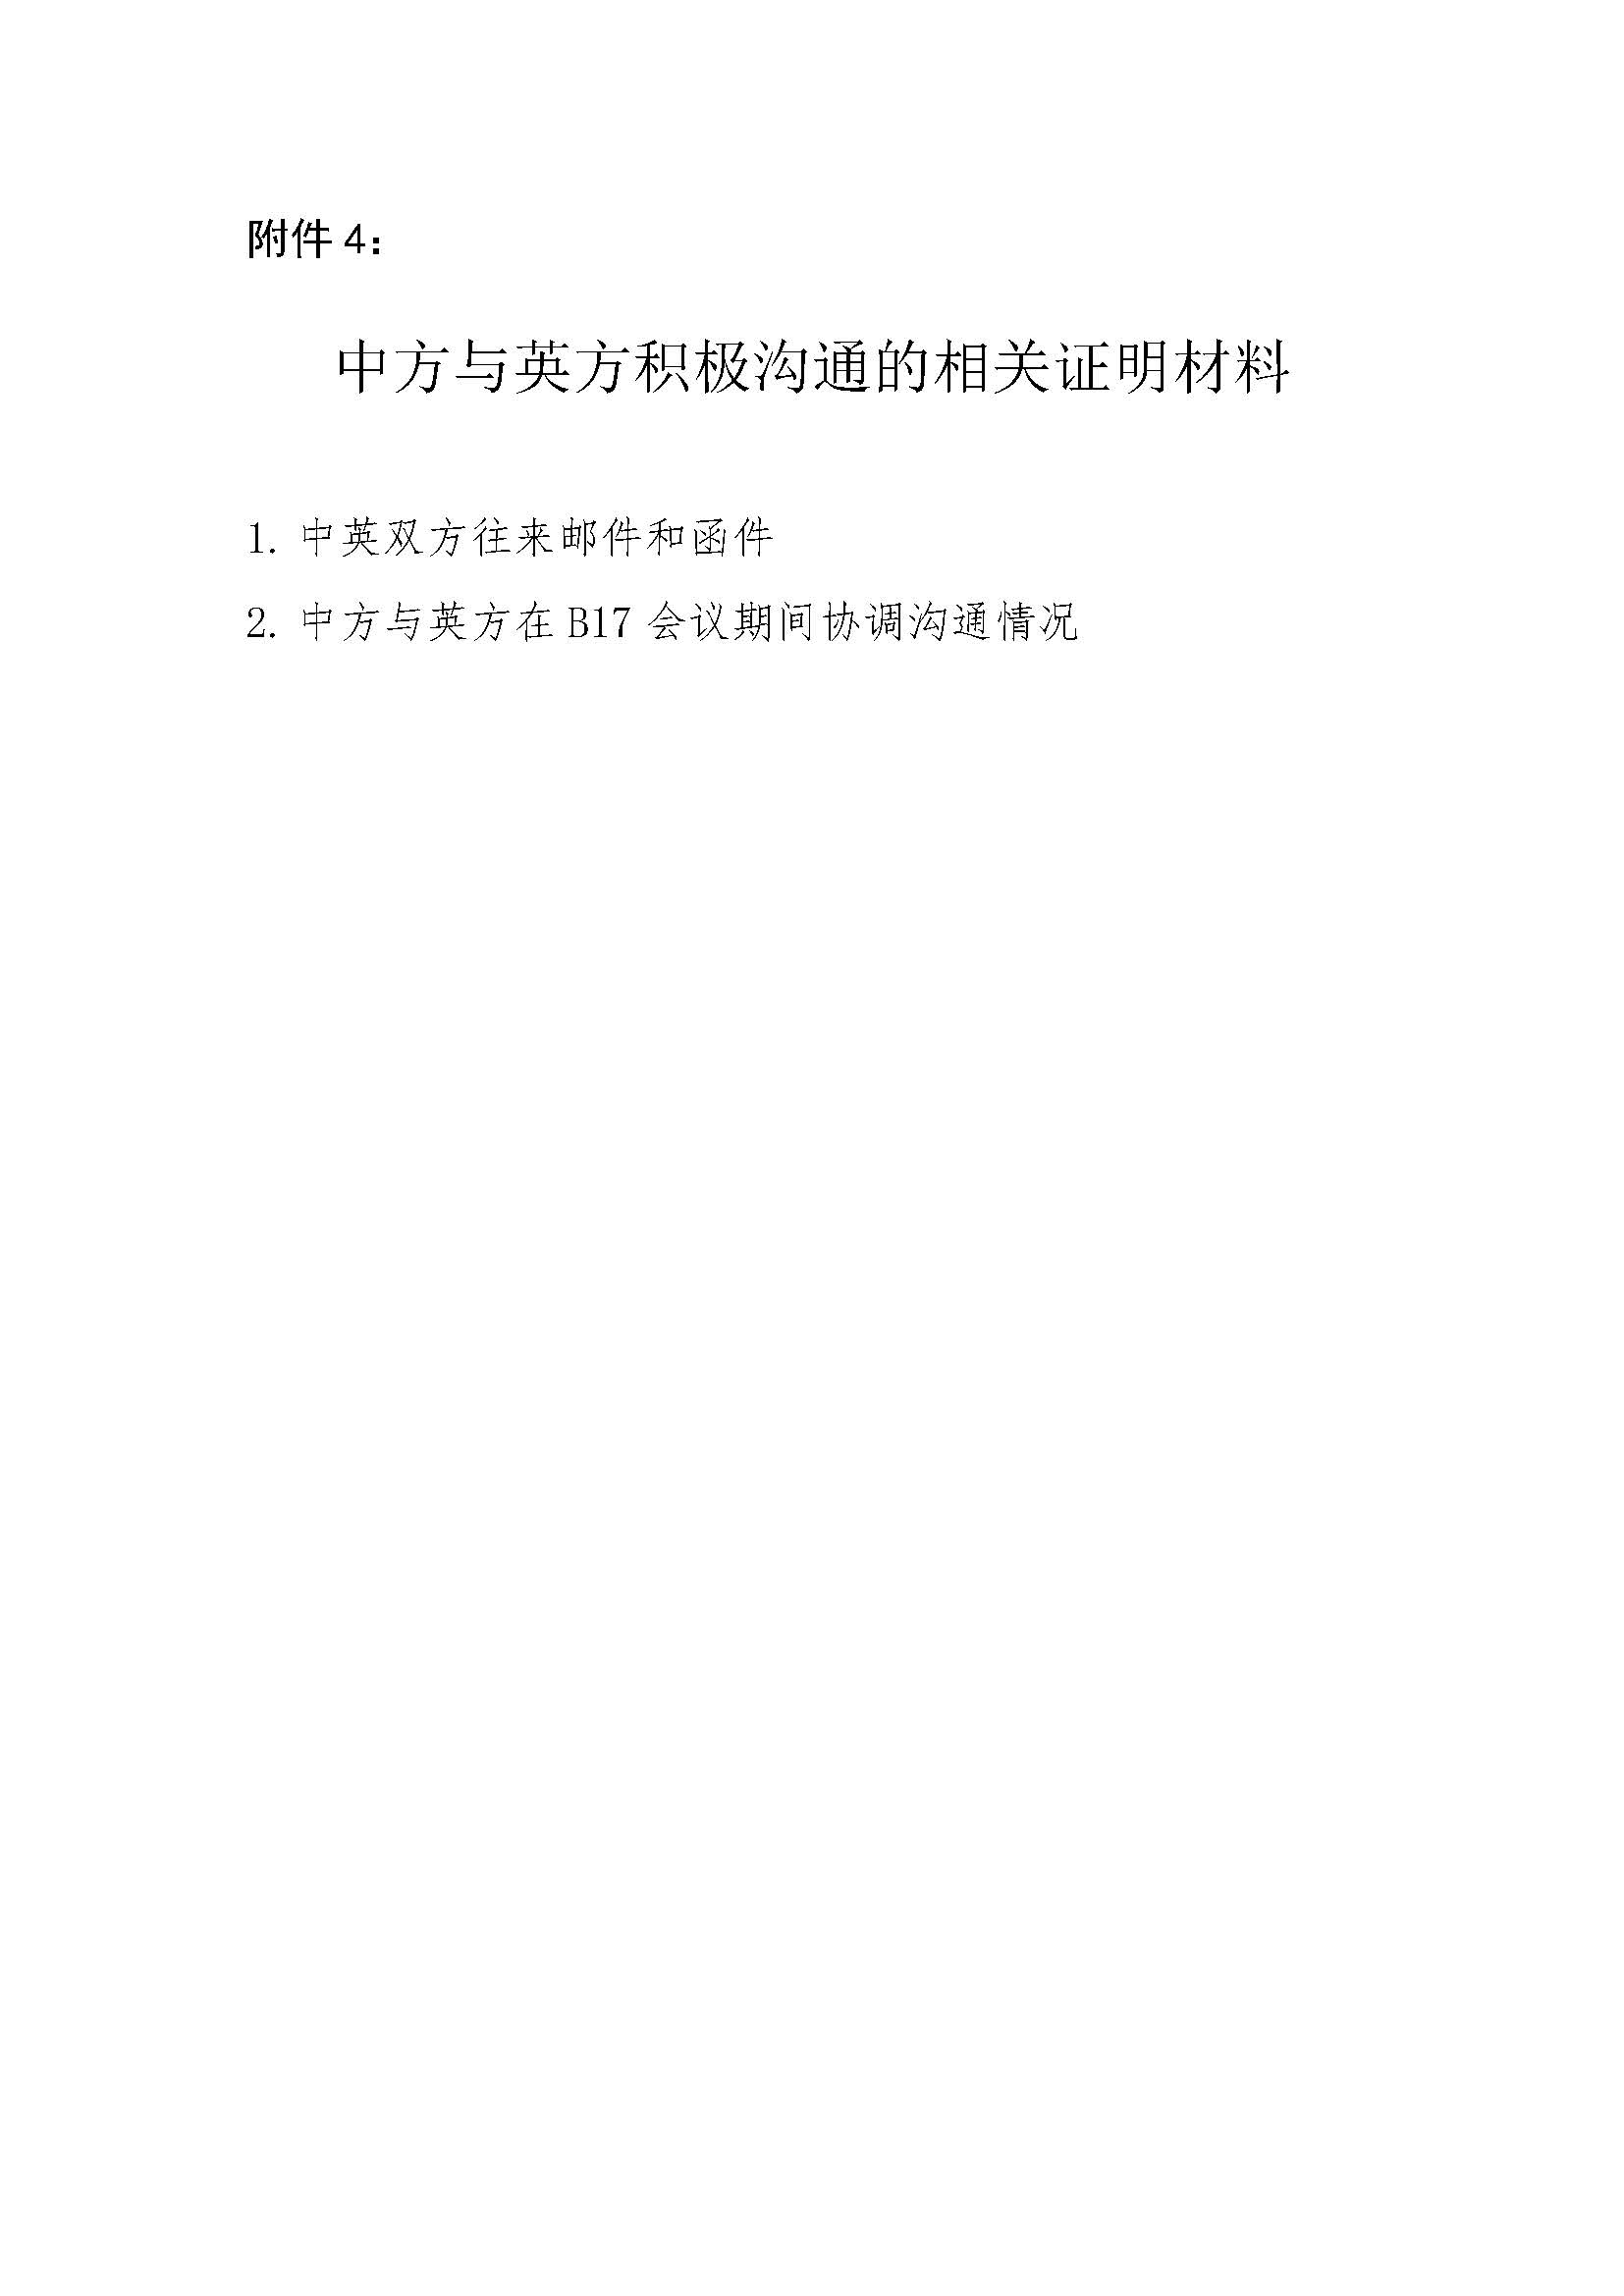 附件 4：
中方与英方积极沟通的相关证明材料
1. 中英双方往来邮件和函件
2. 中方与英方在 B17 会议期间协调沟通情况